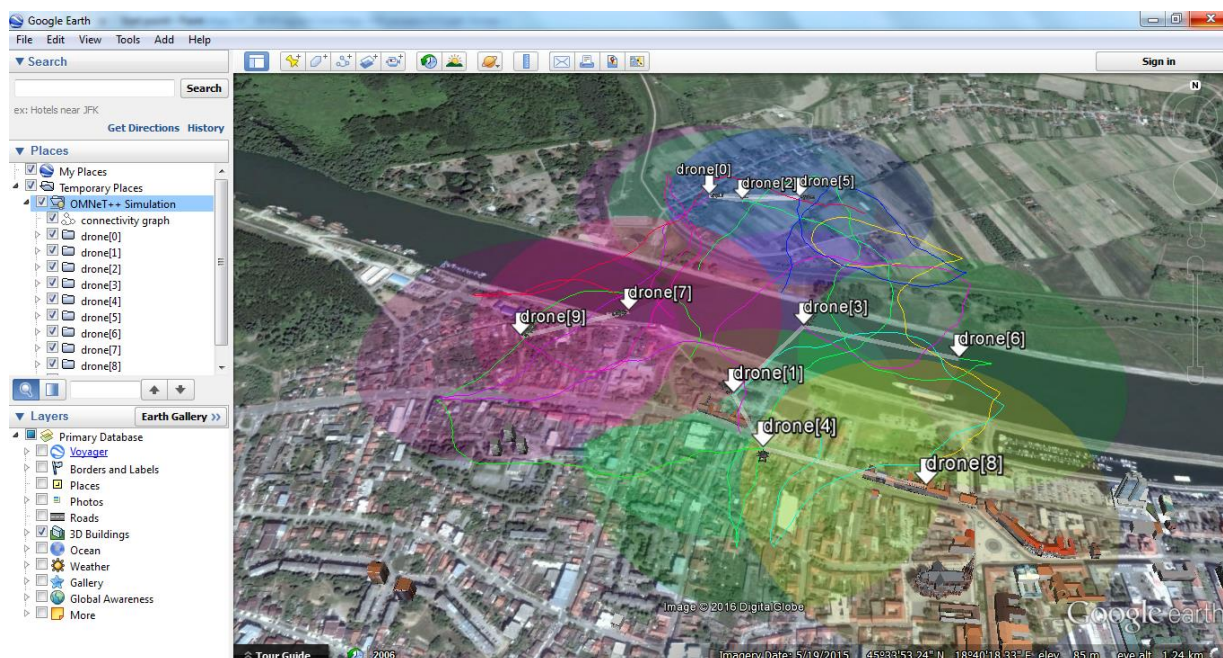 Google Earth
File Edit View Tools Add Help
Search
Sign in
Search
ex: Hotels near JFK
Get Directions History
N
Places
My Places
Temporary Places
OMNeT++ Simulation
connectivity graph
drone[0]
drone[1]
drone[2]
drone[3]
drone[4]
drone[5]
drone[6]
drone[7]
drone[8]
Layers
Earth Gallery >>
Primary Database
Voyager
Borders and Labels
Places
Photos
Roads
3D Buildings
Ocean
Weather
Gallery
Global Awareness
More
drone[0]
drone[2]
drone[5]
drone[7]
drone[9]
drone[3]
drone[6]
drone[1]
drone[4]
drone[8]
Image © 2016 DigitalGlobe
Google earth
Tour Guide
2006
Imagery Date: 5/19/2015 45°33'53.24" N 18°40'18.33" E elev 85 m eye alt 1.24 km